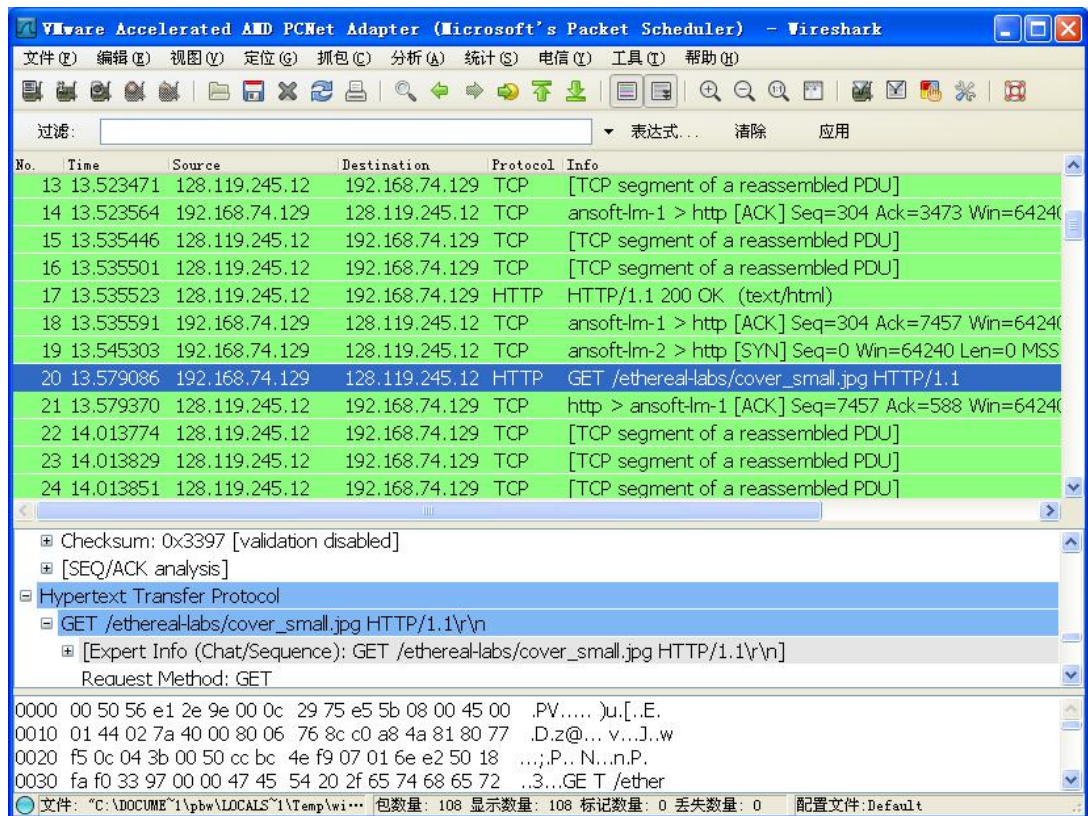 VMware Accelerated AMD PCNet Adapter (Microsoft's Packet Scheduler) - Wireshark
文件(F) 编辑(E) 视图(V) 定位(G) 抓包(C) 分析(A) 统计(S) 电信(Y) 工具(T) 帮助(H)
过滤: 表达式... 清除 应用
No. Time Source Destination Protocol Info
13 13.523471 128.119.245.12 192.168.74.129 TCP [TCP segment of a reassembled PDU]
14 13.523564 192.168.74.129 128.119.245.12 TCP ansoft-lm-1 > http [ACK] Seq=304 Ack=3473 Win=64240
15 13.535446 128.119.245.12 192.168.74.129 TCP [TCP segment of a reassembled PDU]
16 13.535501 128.119.245.12 192.168.74.129 TCP [TCP segment of a reassembled PDU]
17 13.535523 128.119.245.12 192.168.74.129 HTTP HTTP/1.1 200 OK (text/html)
18 13.535591 192.168.74.129 128.119.245.12 TCP ansoft-lm-1 > http [ACK] Seq=304 Ack=7457 Win=64240
19 13.545303 192.168.74.129 128.119.245.12 TCP ansoft-lm-2 > http [SYN] Seq=0 Win=64240 Len=0 MSS
20 13.579086 192.168.74.129 128.119.245.12 HTTP GET /ethereal-labs/cover_small.jpg HTTP/1.1
21 13.579370 128.119.245.12 192.168.74.129 TCP http > ansoft-lm-1 [ACK] Seq=7457 Ack=588 Win=64240
22 14.013774 128.119.245.12 192.168.74.129 TCP [TCP segment of a reassembled PDU]
23 14.013829 128.119.245.12 192.168.74.129 TCP [TCP segment of a reassembled PDU]
24 14.013851 128.119.245.12 192.168.74.129 TCP [TCP segment of a reassembled PDU]
Checksum: 0x3397 [validation disabled]
[SEQ/ACK analysis]
Hypertext Transfer Protocol
GET /ethereal-labs/cover_small.jpg HTTP/1.1\r\n
[Expert Info (Chat/Sequence): GET /ethereal-labs/cover_small.jpg HTTP/1.1\r\n]
Request Method: GET
0000 00 50 56 e1 2e 9e 00 0c 29 75 e5 5b 08 00 45 00 .PV..... )u.[..E.
0010 01 44 02 7a 40 00 80 06 76 8c c0 a8 4a 81 80 77 .D.z@... v...J..w
0020 f5 0c 04 3b 00 50 cc bc 4e f9 07 01 6e e2 50 18 ...;.P.. N...n.P.
0030 fa f0 33 97 00 00 47 45 54 20 2f 65 74 68 65 72 ..3...GE T /ether
文件: "C:\DOCUME~1\pbw\LOCALS~1\Temp\wi... 包数量: 108 显示数量: 108 标记数量: 0 丢失数量: 0 配置文件:Default